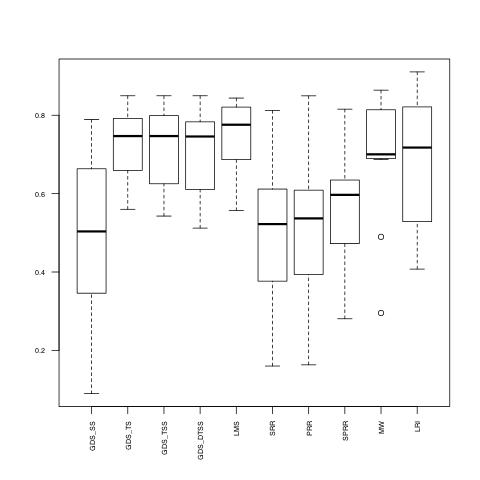 0.8
0.6
0.4
0.2
GDS_SS
GDS_TS
GDS_TSS
GDS_DTSS
LMS
SRR
PRR
SPRR
MW
LRI